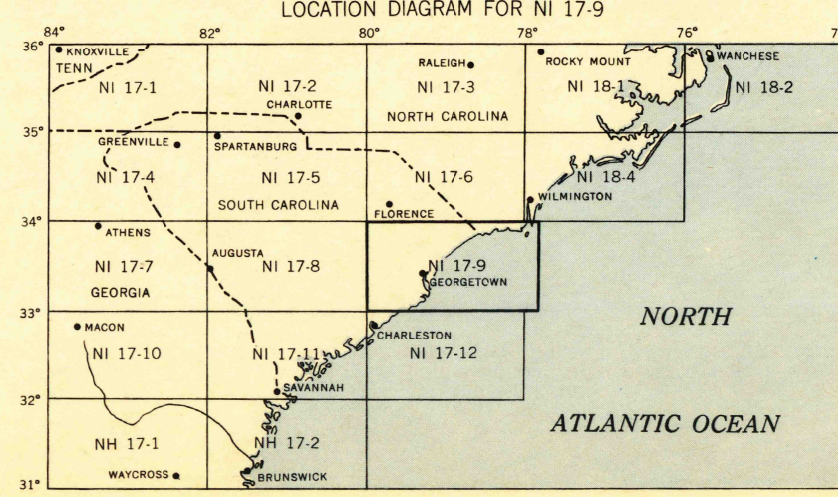 LOCATION DIAGRAM FOR NI 17-9
84° 82° 80° 78° 76° 7
36°
KNOXVILLE
TENN
NI 17-1
NI 17-2
CHARLOTTE
RALEIGH
NI 17-3
NORTH CAROLINA
ROCKY MOUNT
NI 18-1
WANCHESE
NI 18-2
35°
GREENVILLE
NI 17-4
SPARTANBURG
NI 17-5
SOUTH CAROLINA
NI 17-6
FLORENCE
NI 18-4
WILMINGTON
34°
ATHENS
NI 17-7
GEORGIA
AUGUSTA
NI 17-8
NI 17-9
GEORGETOWN
33°
MACON
NI 17-10
NI 17-11
SAVANNAH
CHARLESTON
NI 17-12
NORTH
ATLANTIC OCEAN
32°
NH 17-1
WAYCROSS
NH 17-2
BRUNSWICK
31°